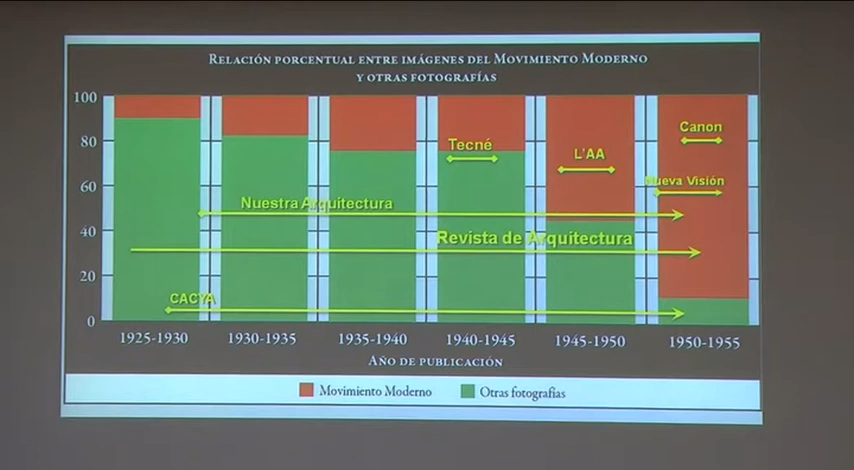 Relación porcentual entre imágenes del Movimiento Moderno
y otras fotografías
100
80
60
40
20
0
Tecné
L'AA
Canon
Nueva Visión
Nuestra Arquitectura
Revista de Arquitectura
CACYA
1925-1930
1930-1935
1935-1940
1940-1945
1945-1950
1950-1955
Año de publicación
Movimiento Moderno
Otras fotografías